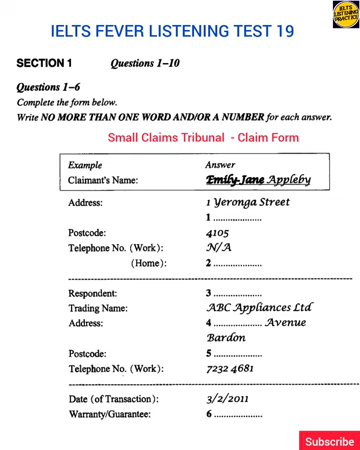 IELTS FEVER LISTENING TEST 19
IELTS LISTENING PRACTICE
SECTION 1 Questions 1–10
Questions 1–6
Complete the form below.
Write NO MORE THAN ONE WORD AND/OR A NUMBER for each answer.
Small Claims Tribunal - Claim Form
Example Answer
Claimant's Name: Emily Jane Appleby
Address: 1 Yeronga Street
1 .....................
Postcode: 4105
Telephone No. (Work): N/A
(Home): 2 .....................
Respondent: 3 .....................
Trading Name: ABC Appliances Ltd
Address: 4 ..................... Avenue
Bardon
Postcode: 5 .....................
Telephone No. (Work): 7232 4681
Date (of Transaction): 3/2/2011
Warranty/Guarantee: 6 .....................
Subscribe